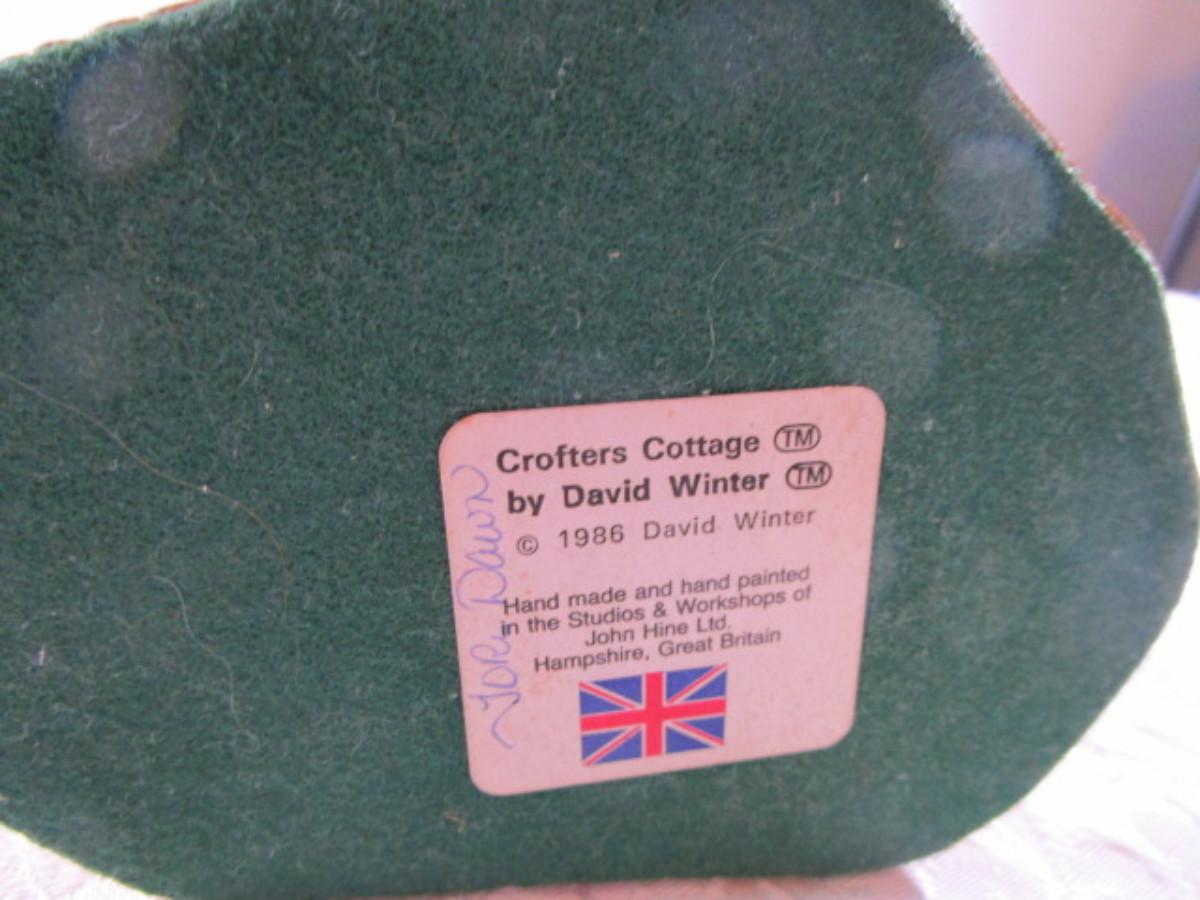 Crofters Cottage TM
by David Winter TM
© 1986 David Winter
Hand made and hand painted
in the Studios & Workshops of
John Hine Ltd.
Hampshire, Great Britain
Dawn